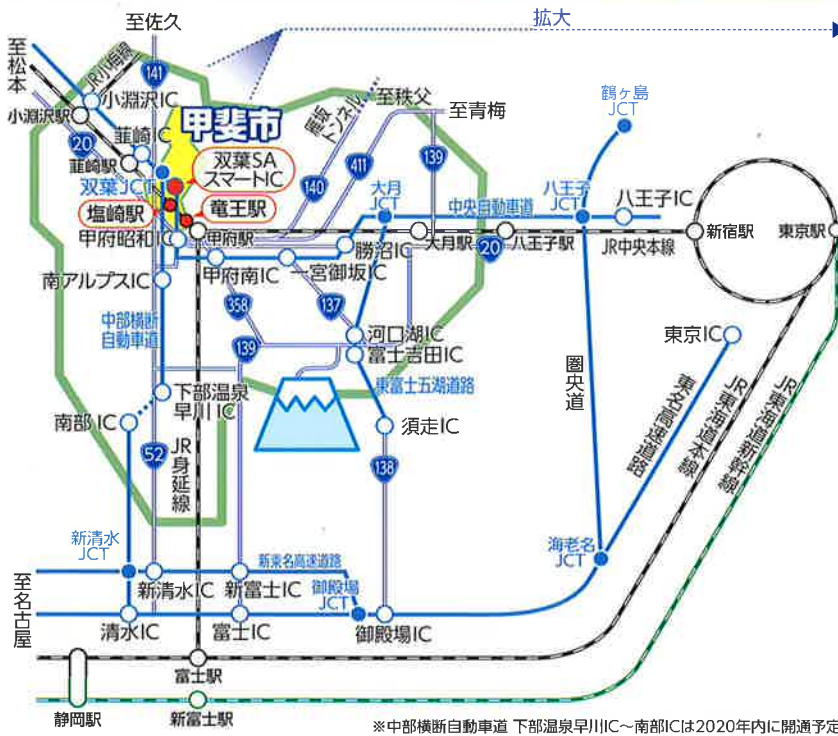 拡大
至佐久
至松本
JR小海線
141
小淵沢IC
小淵沢駅
20
韮崎IC
韮崎駅
甲斐市
双葉SA
スマートIC
双葉JCT
塩崎駅
竜王駅
雁坂
トンネル
至秩父
至青梅
140
411
139
鶴ヶ島
JCT
大月
JCT
中央自動車道
八王子
JCT
八王子IC
甲府昭和IC
甲府駅
勝沼IC
大月駅
20
八王子駅
JR中央本線
新宿駅
東京駅
南アルプスIC
甲府南IC
一宮御坂IC
358
137
139
中部横断
自動車道
河口湖IC
富士吉田IC
東富士五湖道路
東京IC
圏央道
東名高速道路
JR東海道本線
JR東海道新幹線
下部温泉
早川IC
南部IC
52
JR身延線
須走IC
138
新清水
JCT
新清水IC
新富士IC
新東名高速道路
御殿場
JCT
海老名
JCT
至名古屋
清水IC
富士IC
御殿場IC
富士駅
静岡駅
新富士駅
※中部横断自動車道 下部温泉早川IC～南部ICは2020年内に開通予定